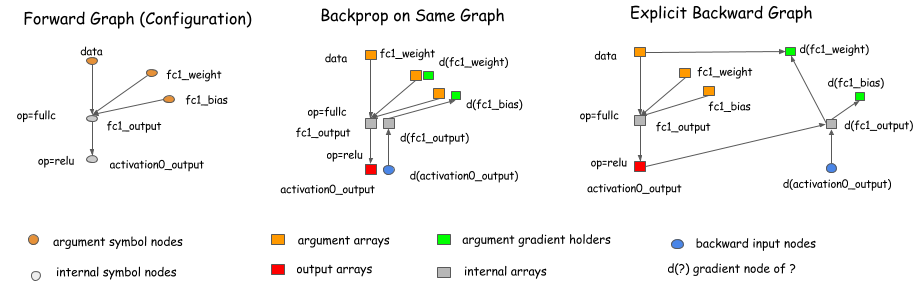 Forward Graph (Configuration)
data
fc1_weight
fc1_bias
op=fullc
fc1_output
op=relu
activation0_output
Backprop on Same Graph
data
fc1_weight
d(fc1_weight)
op=fullc
d(fc1_bias)
fc1_output
d(fc1_output)
op=relu
d(activation0_output)
activation0_output
Explicit Backward Graph
data
d(fc1_weight)
fc1_weight
d(fc1_bias)
fc1_bias
op=fullc
fc1_output
d(fc1_output)
op=relu
activation0_output
d(activation0_output)
argument symbol nodes
internal symbol nodes
argument arrays
output arrays
argument gradient holders
internal arrays
backward input nodes
d(?) gradient node of ?